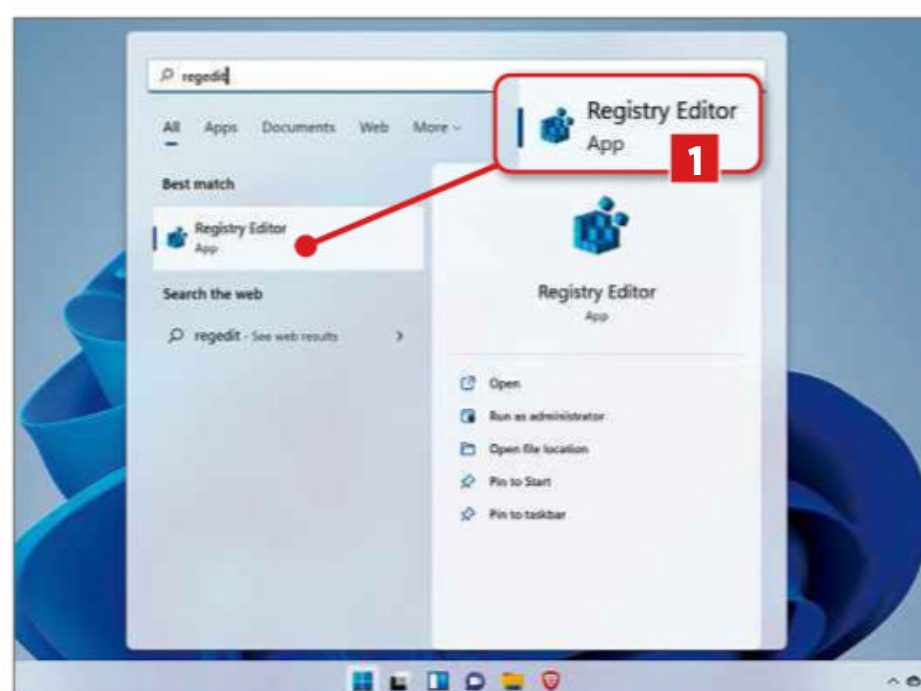 regedit
All Apps Documents Web More
Registry Editor
App
1
Best match
Registry Editor
App
Search the web
regedit - See web results
Registry Editor
App
Open
Run as administrator
Open file location
Pin to Start
Pin to taskbar